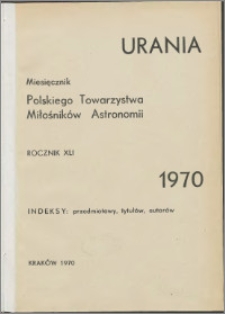 URANIA
Miesięcznik
Polskiego Towarzystwa
Miłośników Astronomii
ROCZNIK XLI
1970
INDEKSY: przedmiotowy, tytułów, autorów
KRAKÓW 1970